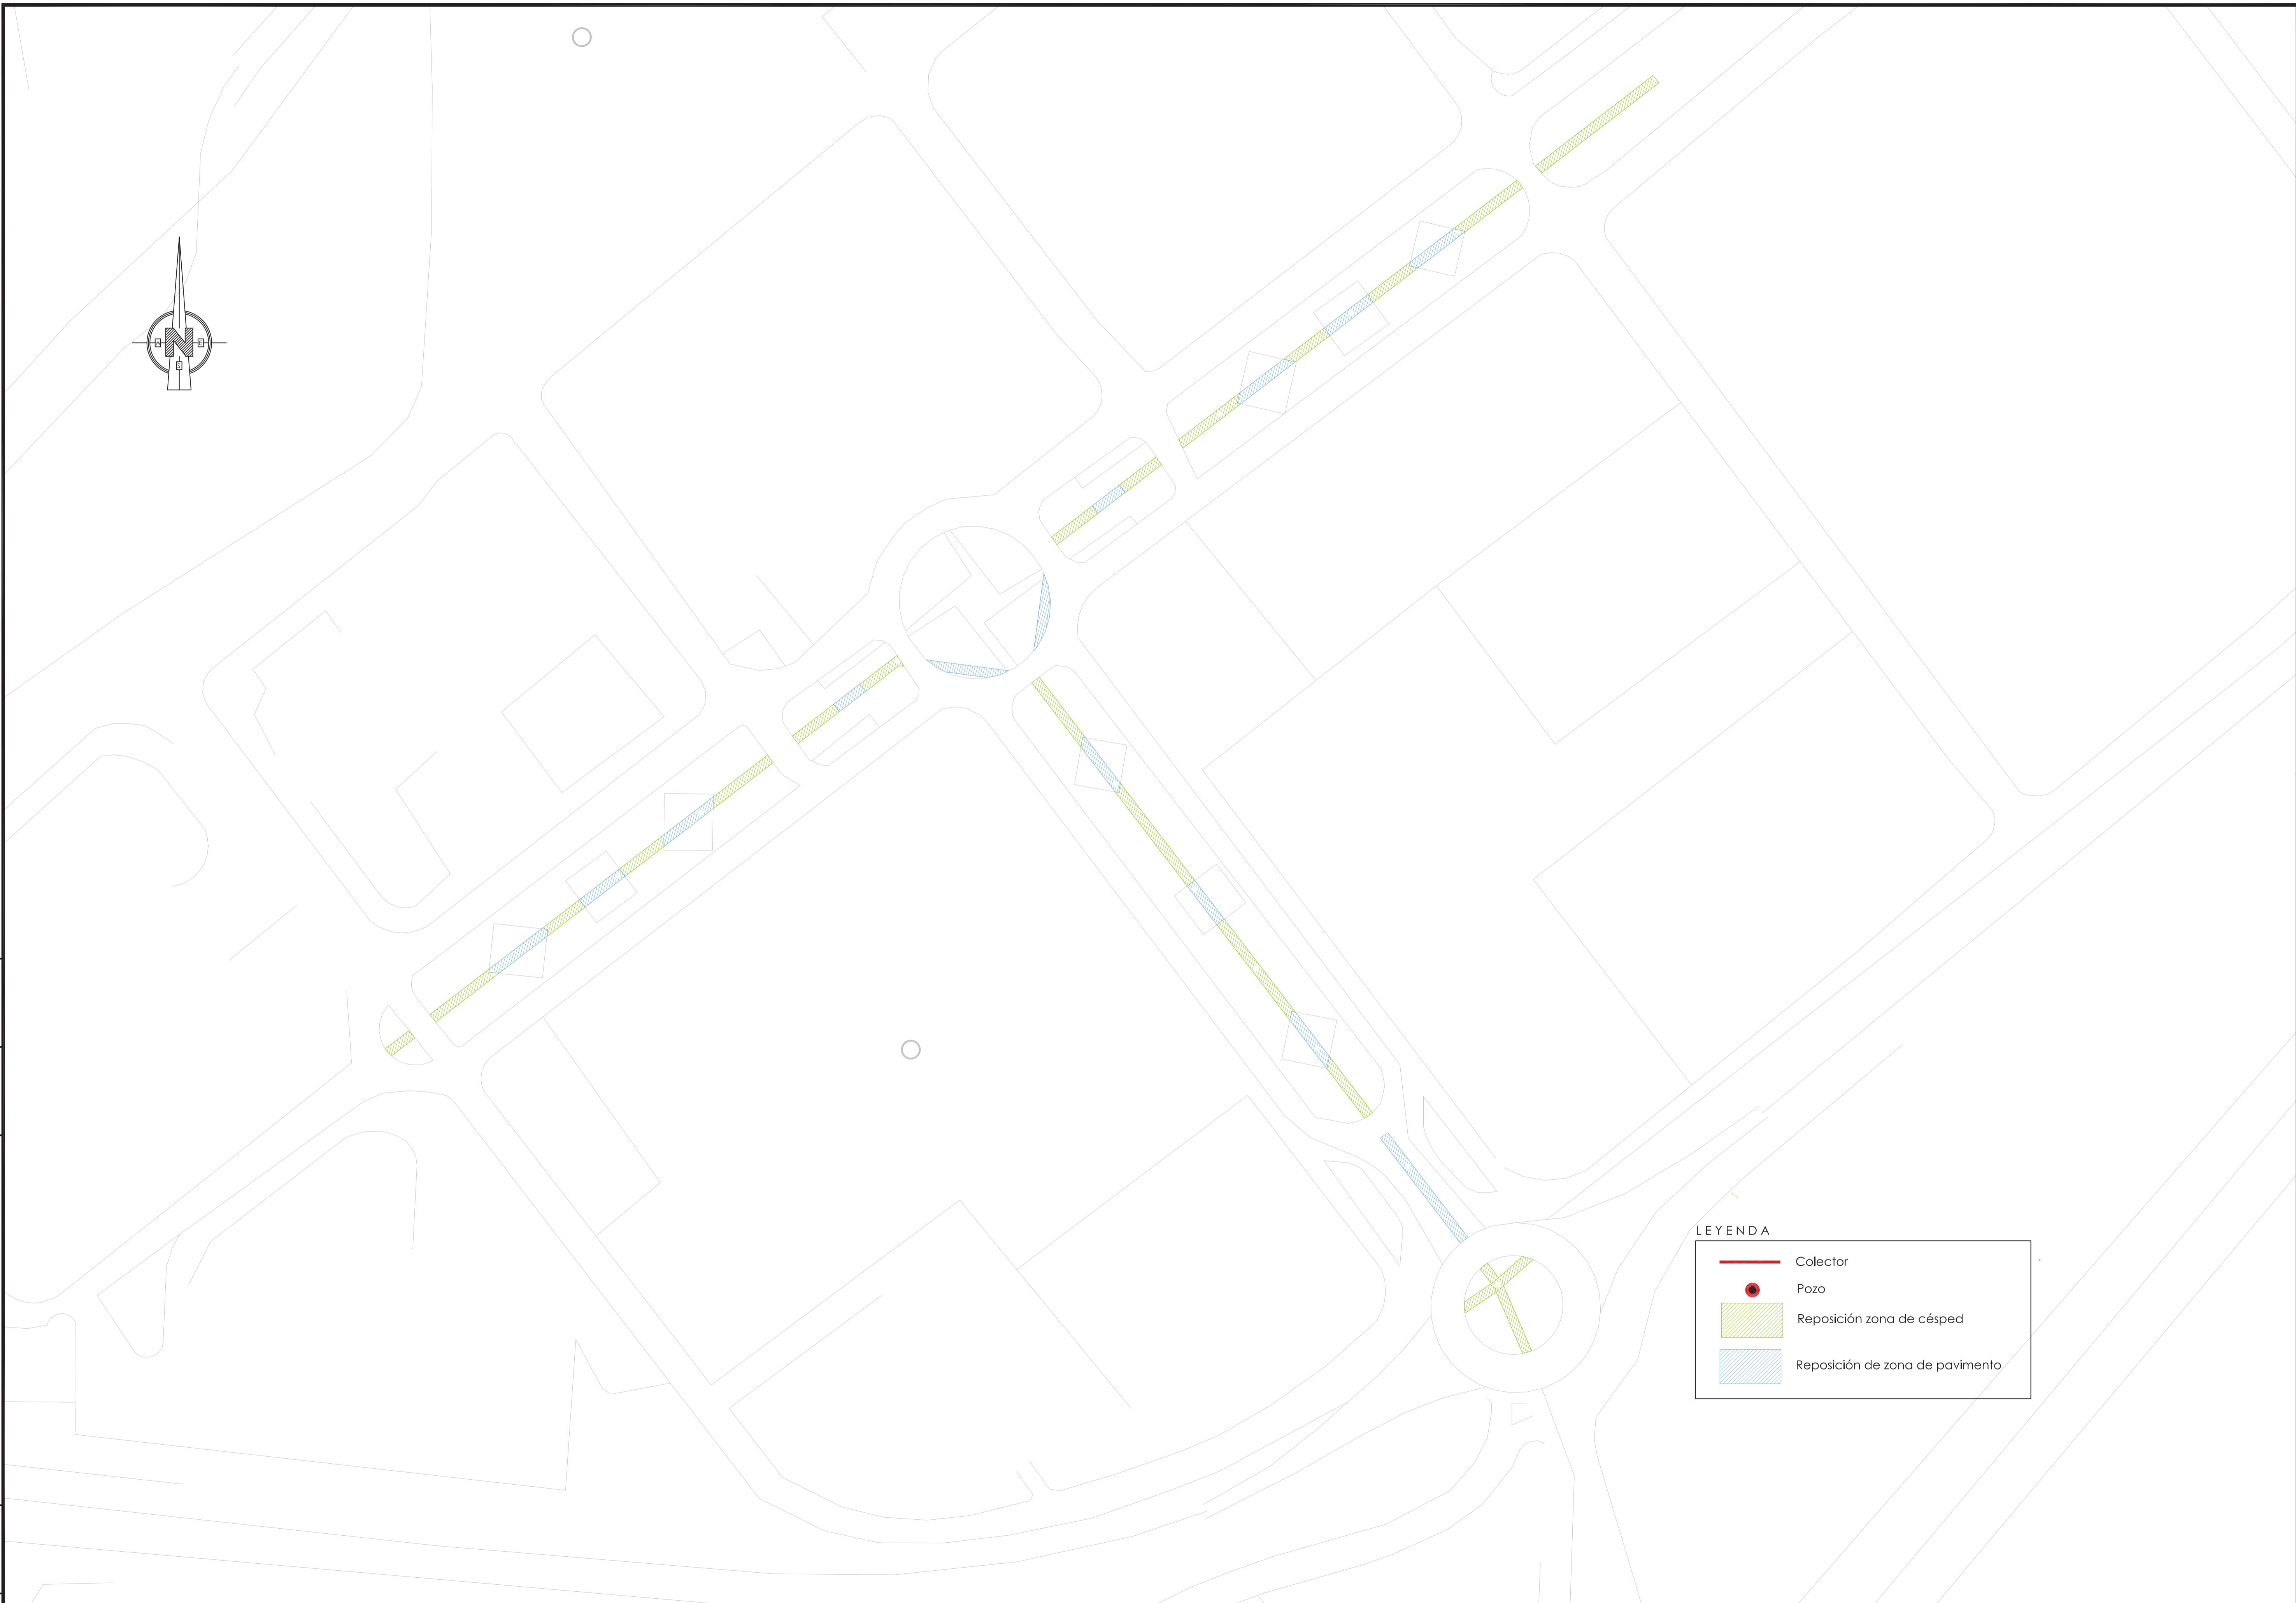 N
LEYENDA
Colector
Pozo
Reposición zona de césped
Reposición de zona de pavimento